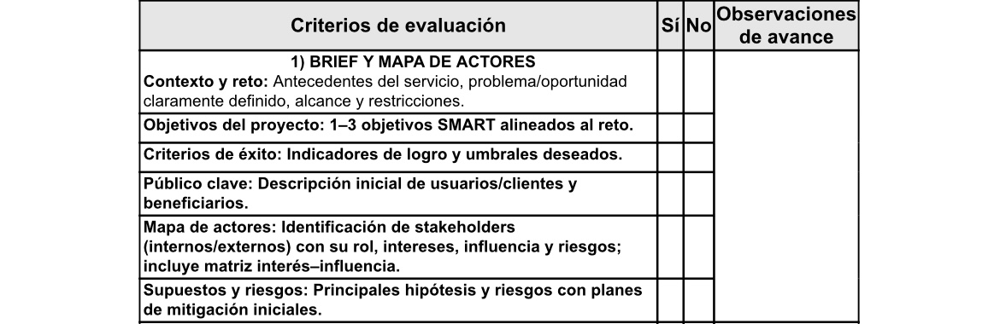 Criterios de evaluación Sí No Observaciones
de avance
1) BRIEF Y MAPA DE ACTORES
Contexto y reto: Antecedentes del servicio, problema/oportunidad
claramente definido, alcance y restricciones.
Objetivos del proyecto: 1–3 objetivos SMART alineados al reto.
Criterios de éxito: Indicadores de logro y umbrales deseados.
Público clave: Descripción inicial de usuarios/clientes y
beneficiarios.
Mapa de actores: Identificación de stakeholders
(internos/externos) con su rol, intereses, influencia y riesgos;
incluye matriz interés–influencia.
Supuestos y riesgos: Principales hipótesis y riesgos con planes
de mitigación iniciales.